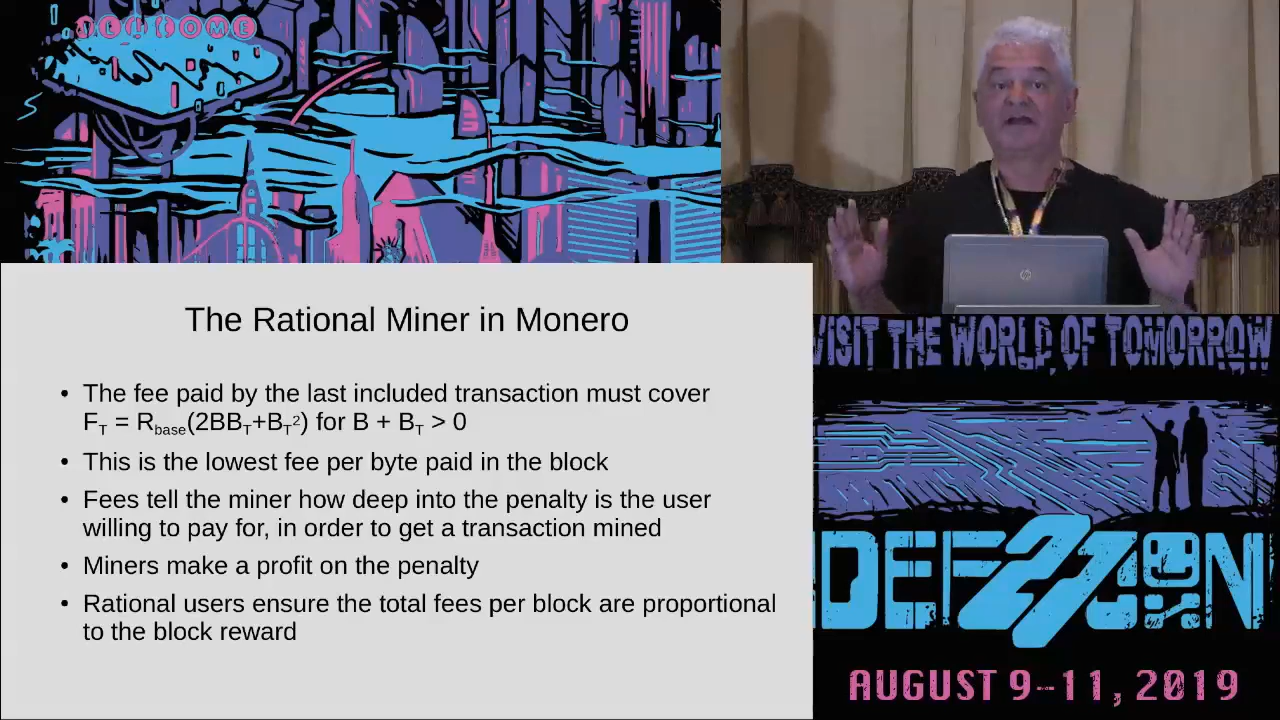 WELCOME
The Rational Miner in Monero
• The fee paid by the last included transaction must cover
F_T = R_base(2BB_T+B_T²) for B + B_T > 0
• This is the lowest fee per byte paid in the block
• Fees tell the miner how deep into the penalty is the user
willing to pay for, in order to get a transaction mined
• Miners make a profit on the penalty
• Rational users ensure the total fees per block are proportional
to the block reward
hp
VISIT THE WORLD OF TOMORROW
DEF27CON
AUGUST 9-11, 2019